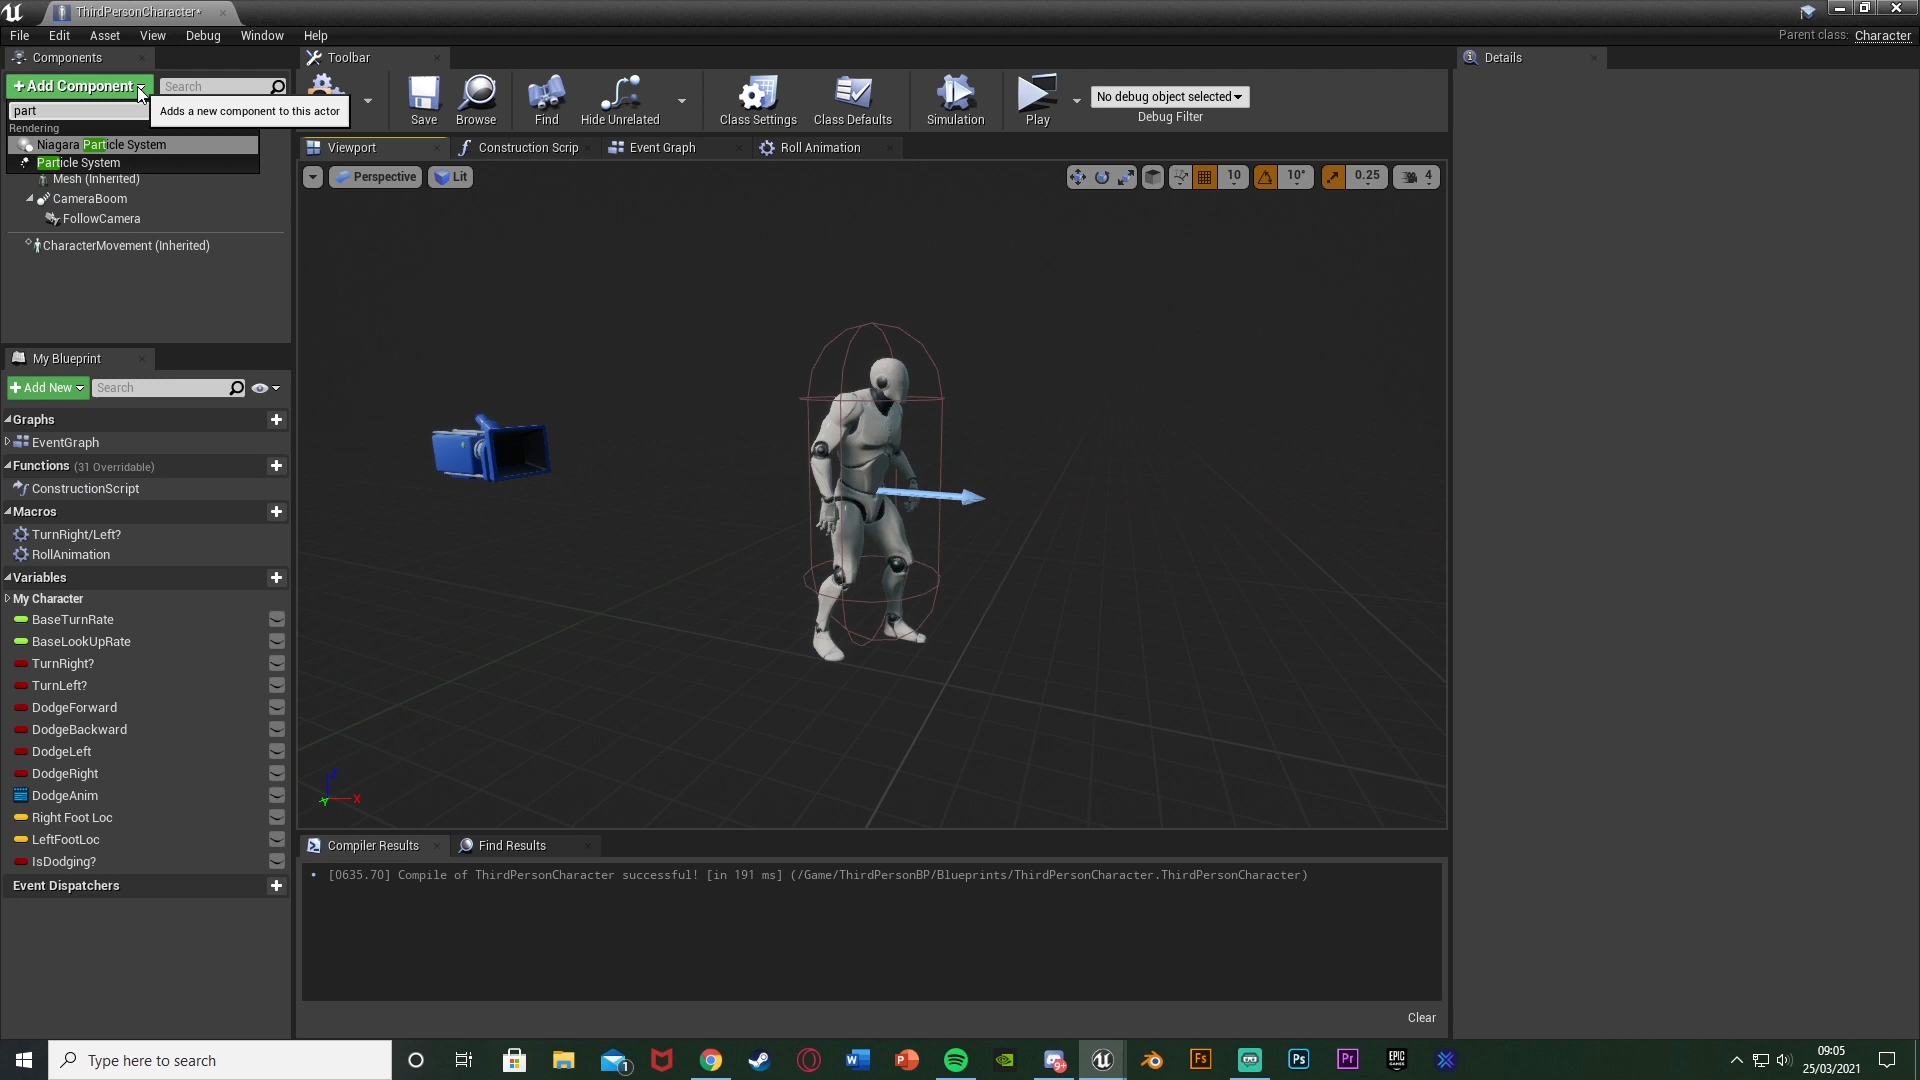 ThirdPersonCharacter*
File Edit Asset View Debug Window Help
Parent class: Character
Components
+ Add Component
Search
part
Adds a new component to this actor
Rendering
Niagara Particle System
Particle System
Mesh (Inherited)
CameraBoom
FollowCamera
CharacterMovement (Inherited)
My Blueprint
+ Add New
Search
Graphs
EventGraph
Functions (31 Overridable)
ConstructionScript
Macros
TurnRight/Left?
RollAnimation
Variables
My Character
BaseTurnRate
BaseLookUpRate
TurnRight?
TurnLeft?
DodgeForward
DodgeBackward
DodgeLeft
DodgeRight
DodgeAnim
Right Foot Loc
LeftFootLoc
IsDodging?
Event Dispatchers
Toolbar
Save Browse Find Hide Unrelated Class Settings Class Defaults Simulation Play
No debug object selected
Debug Filter
Viewport Construction Scrip Event Graph Roll Animation
Perspective Lit
10 10° 0.25 4
X
Compiler Results Find Results
[0635.70] Compile of ThirdPersonCharacter successful! [in 191 ms] (/Game/ThirdPersonBP/Blueprints/ThirdPersonCharacter.ThirdPersonCharacter)
Clear
Details
Type here to search
09:05
25/03/2021